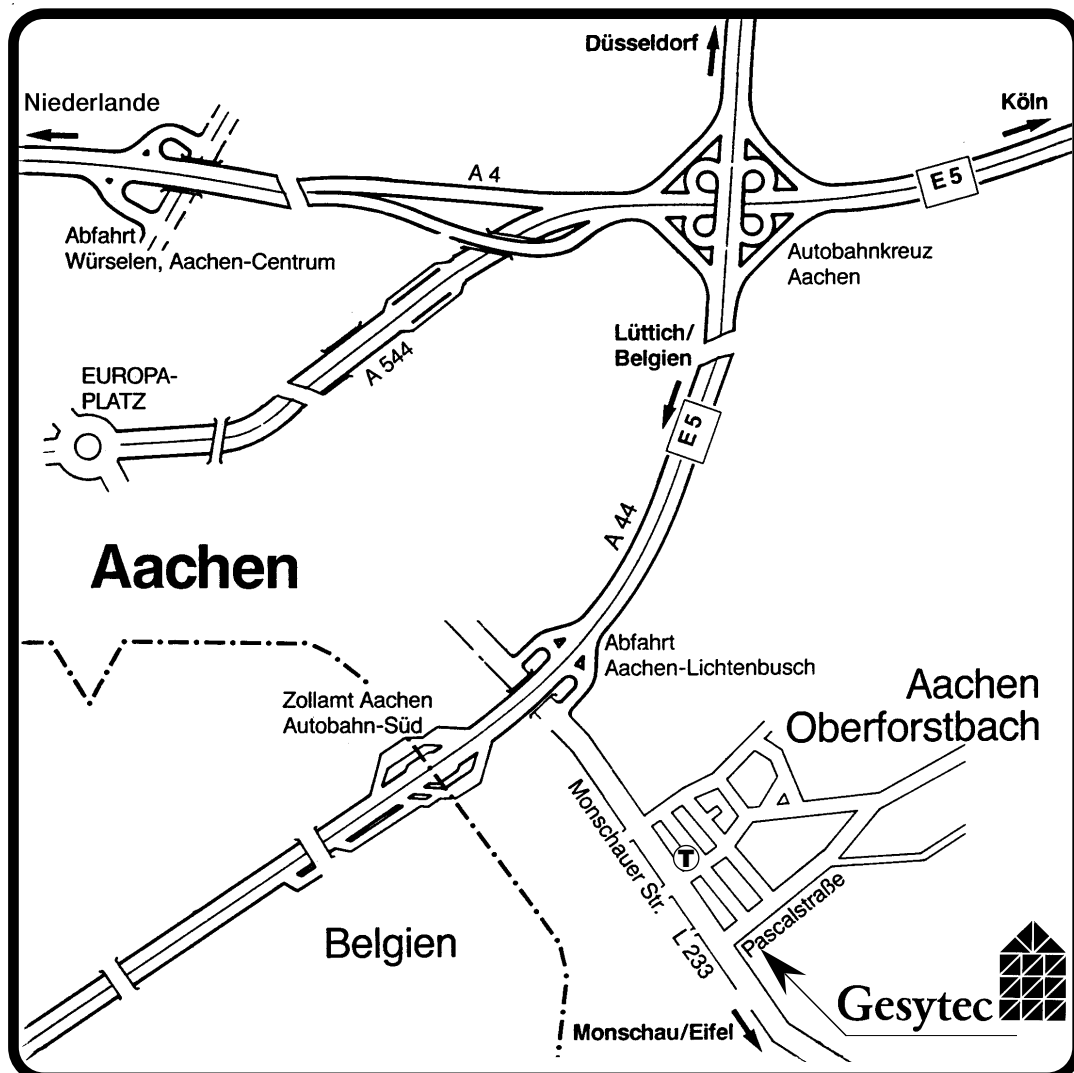 Düsseldorf
Niederlande
Köln
A 4
E 5
Abfahrt
Würselen, Aachen-Centrum
Autobahnkreuz
Aachen
Lüttich/
Belgien
A 544
EUROPA-
PLATZ
E 5
A 44
Aachen
Abfahrt
Aachen-Lichtenbusch
Zollamt Aachen
Autobahn-Süd
Aachen
Oberforstbach
Monschauer Str.
T
Pascalstraße
Belgien
L 233
Gesytec
Monschau/Eifel